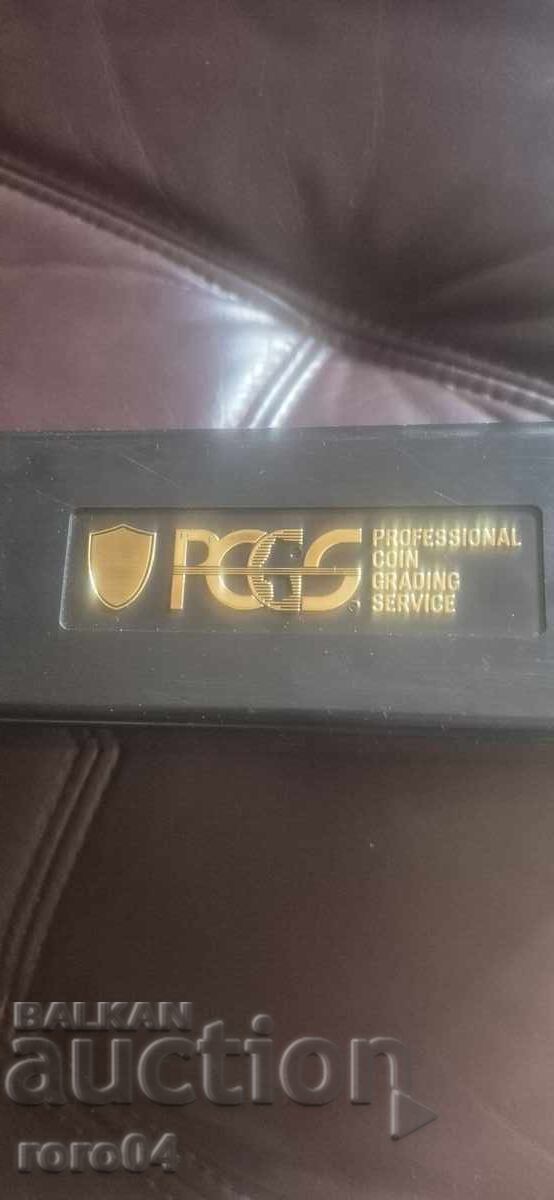 PCGS
PROFESSIONAL
COIN
GRADING
SERVICE
BALKAN
auction
roro04